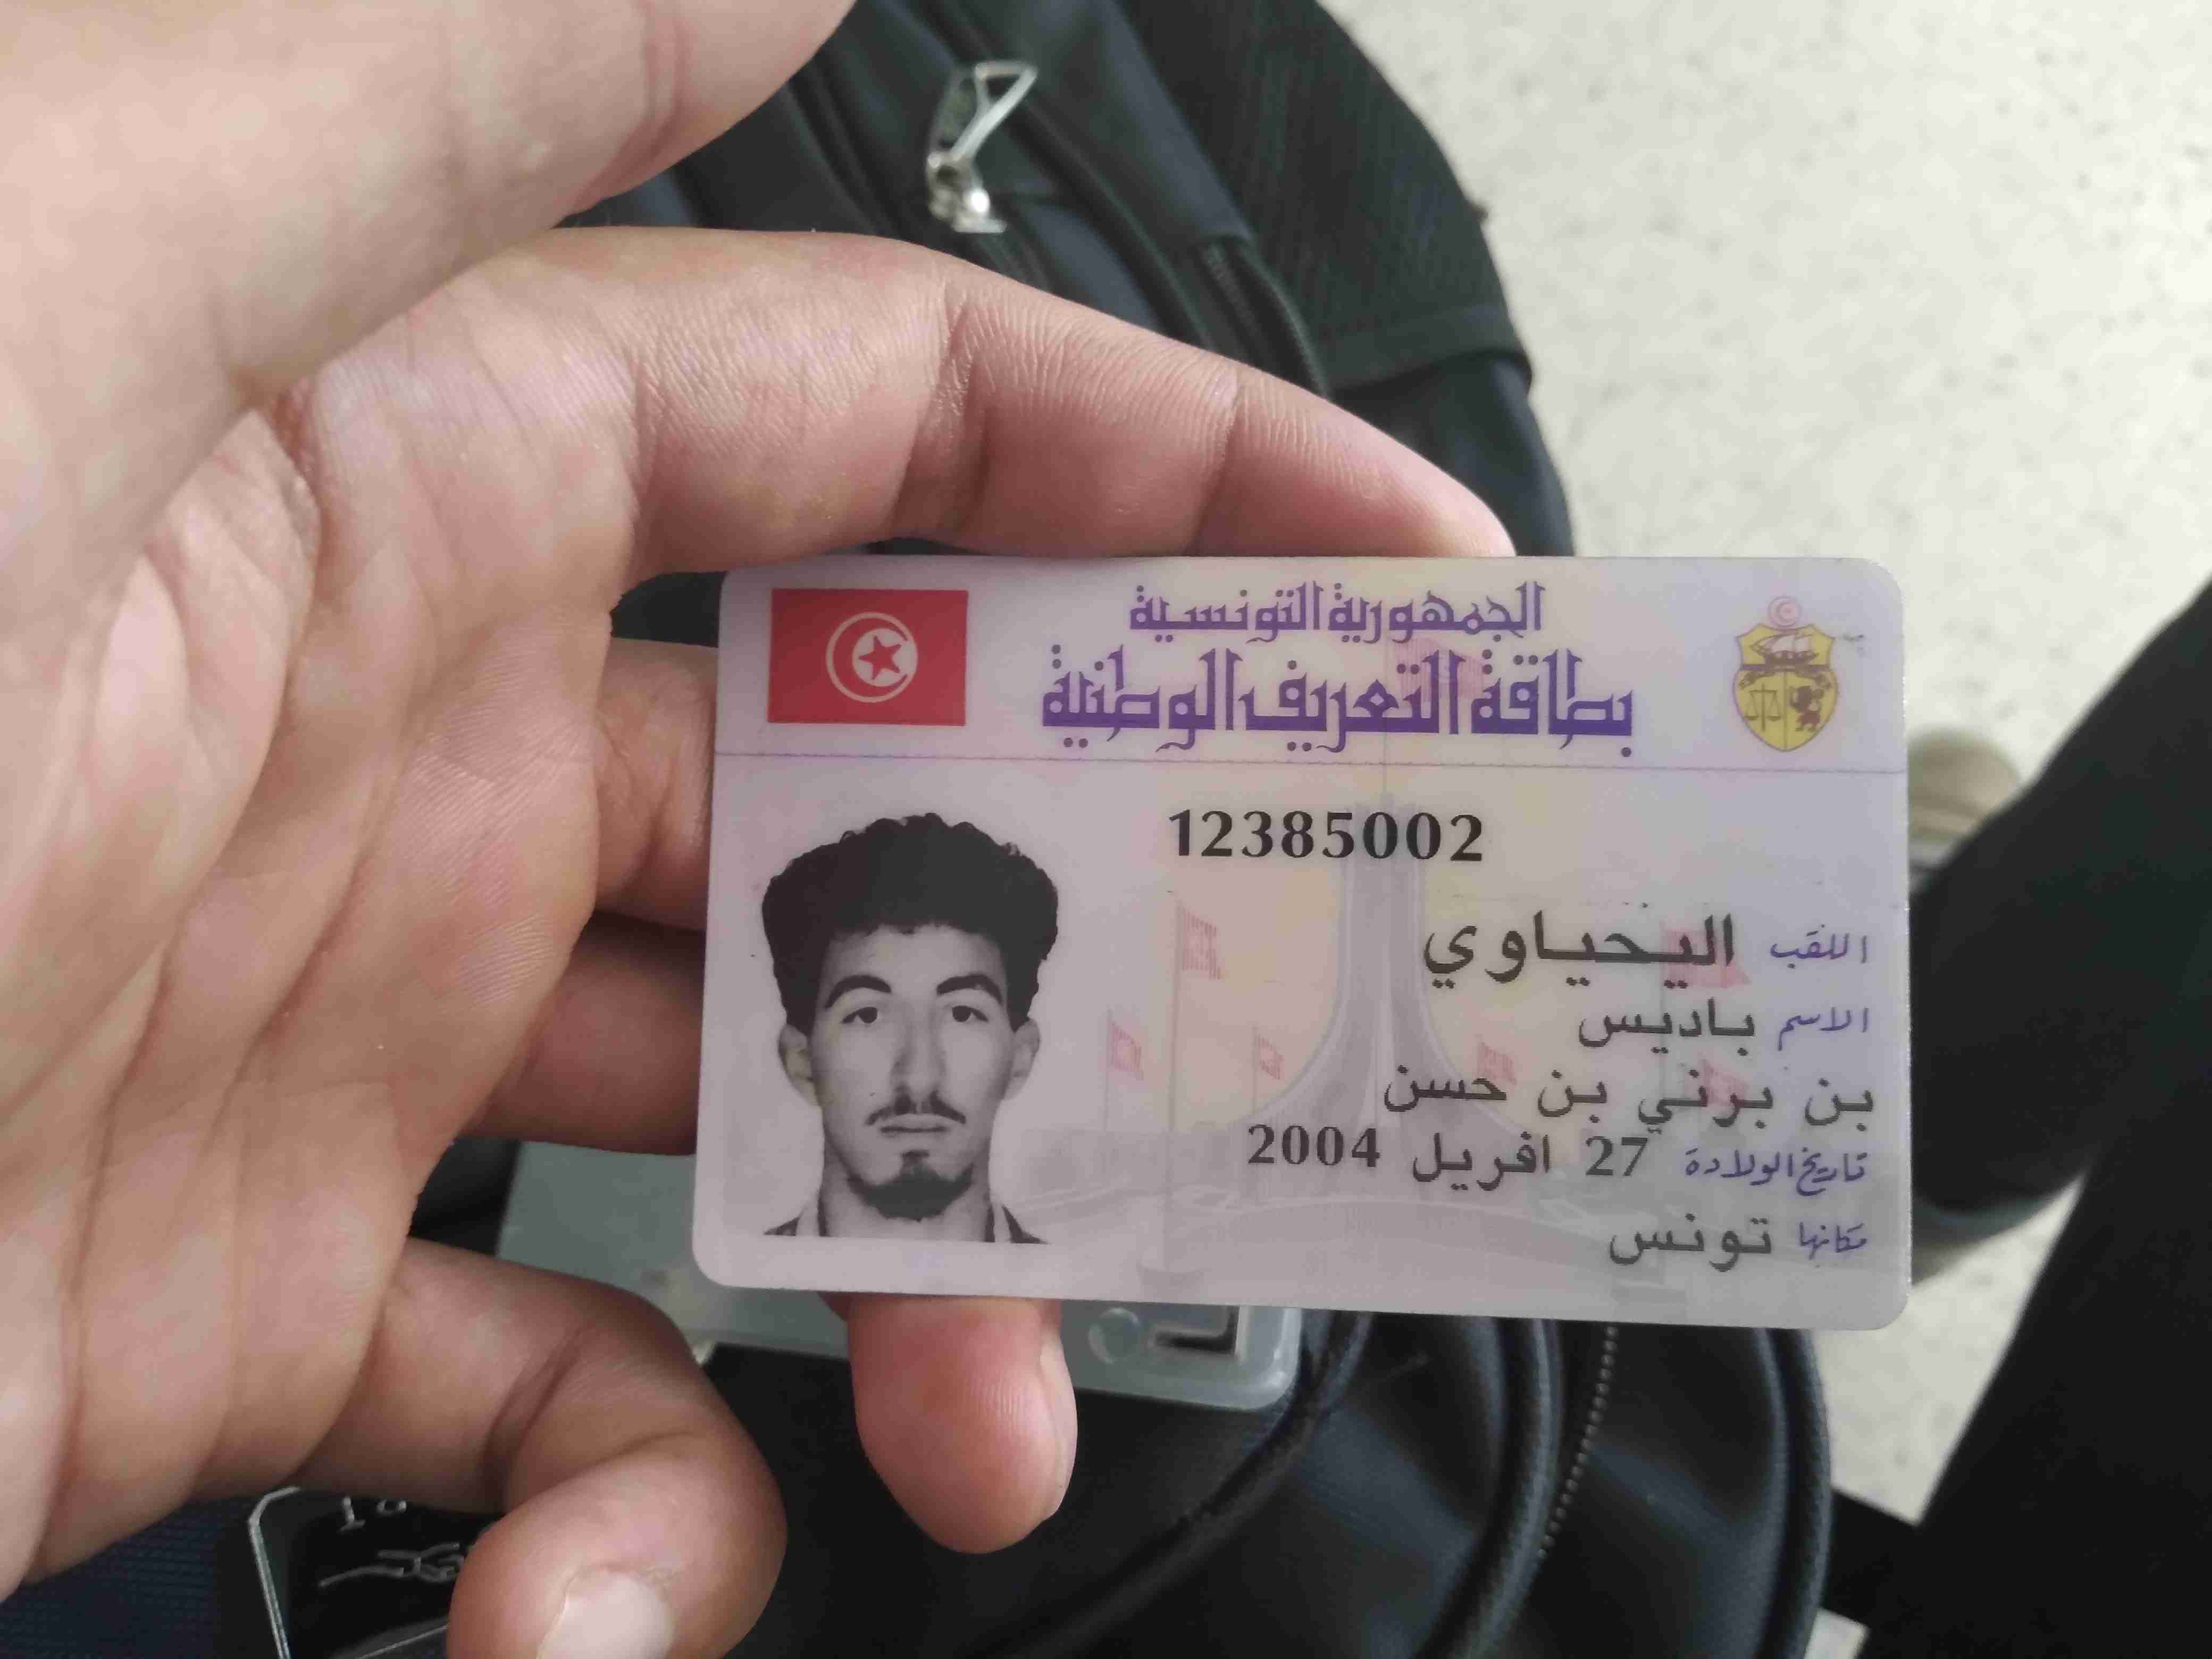 الجمهورية التونسية
بطاقة التعريف الوطنية
12385002
اللقب اليحياوي
الاسم باديس
بن برني بن حسن
تاريخ الولادة 27 افريل 2004
مكانها تونس